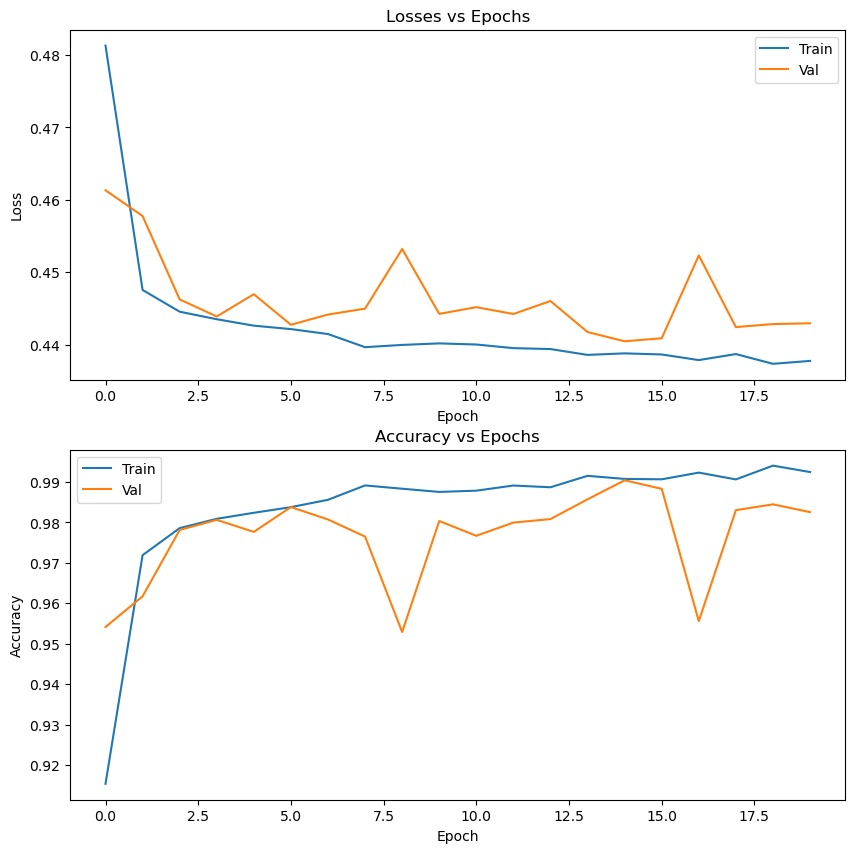 Losses vs Epochs
0.48
0.47
0.46
0.45
0.44
Loss
Train
Val
0.0 2.5 5.0 7.5 10.0 12.5 15.0 17.5
Epoch
Accuracy vs Epochs
0.99
0.98
0.97
0.96
0.95
0.94
0.93
0.92
Accuracy
Train
Val
0.0 2.5 5.0 7.5 10.0 12.5 15.0 17.5
Epoch